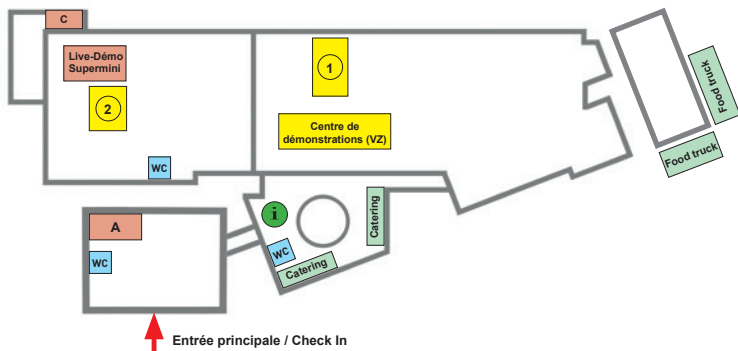 C
Live-Démo
Supermini
1
2
Centre de
démonstrations (VZ)
Food truck
Food truck
WC
A
i
Catering
WC
WC
Catering
Entrée principale / Check In